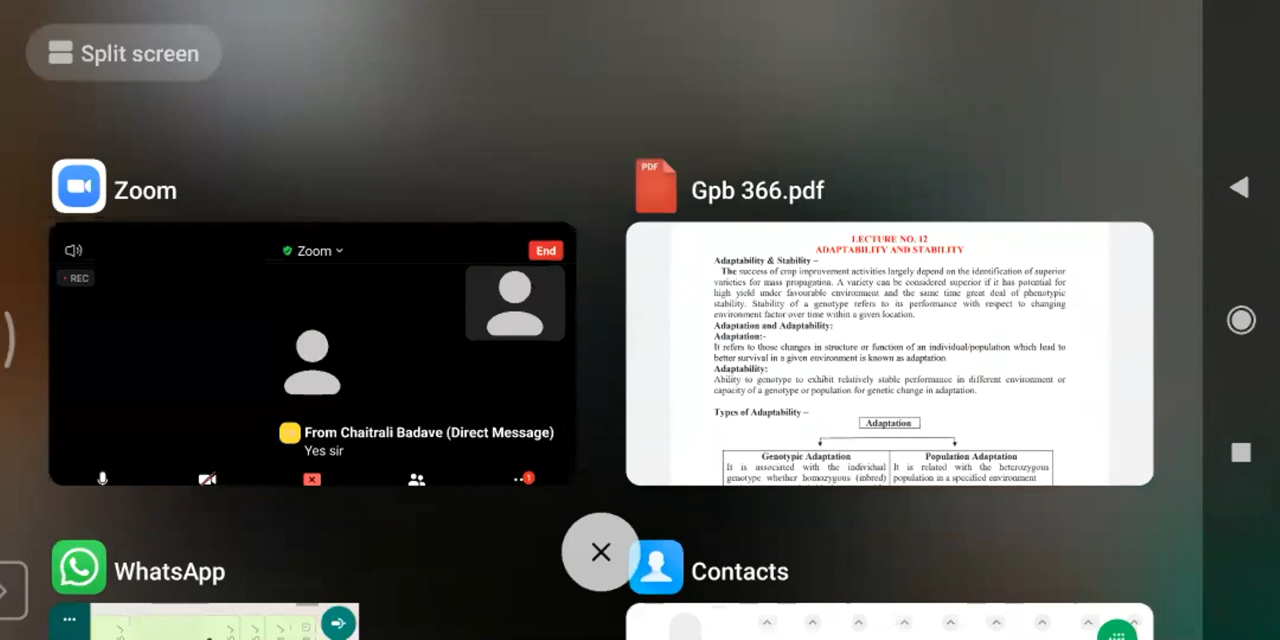 Split screen
Zoom
Zoom
End
REC
From Chaitrali Badave (Direct Message)
Yes sir
1
PDF
Gpb 366.pdf
LECTURE NO. 12
ADAPTABILITY AND STABILITY
Adaptability & Stability –
The success of crop improvement activities largely depend on the identification of superior
varieties for mass propagation. A variety can be considered superior if it has potential for
high yield under favourable environment and the same time great deal of phenotypic
stability. Stability of a genotype refers to its performance with respect to changing
environment factor over time within a given location.
Adaptation and Adaptability:
Adaptation:-
It refers to those changes in structure or function of an individual/population which lead to
better survival in a given environment is known as adaptation
Adaptability:
Ability to genotype to exhibit relatively stable performance in different environment or
capacity of a genotype or population for genetic change in adaptation.
Types of Adaptability –
Adaptation
Genotypic Adaptation
It is associated with the individual
genotype whether homozygous (inbred)
Population Adaptation
It is related with the heterozygous
population in a specified environment
WhatsApp
Contacts